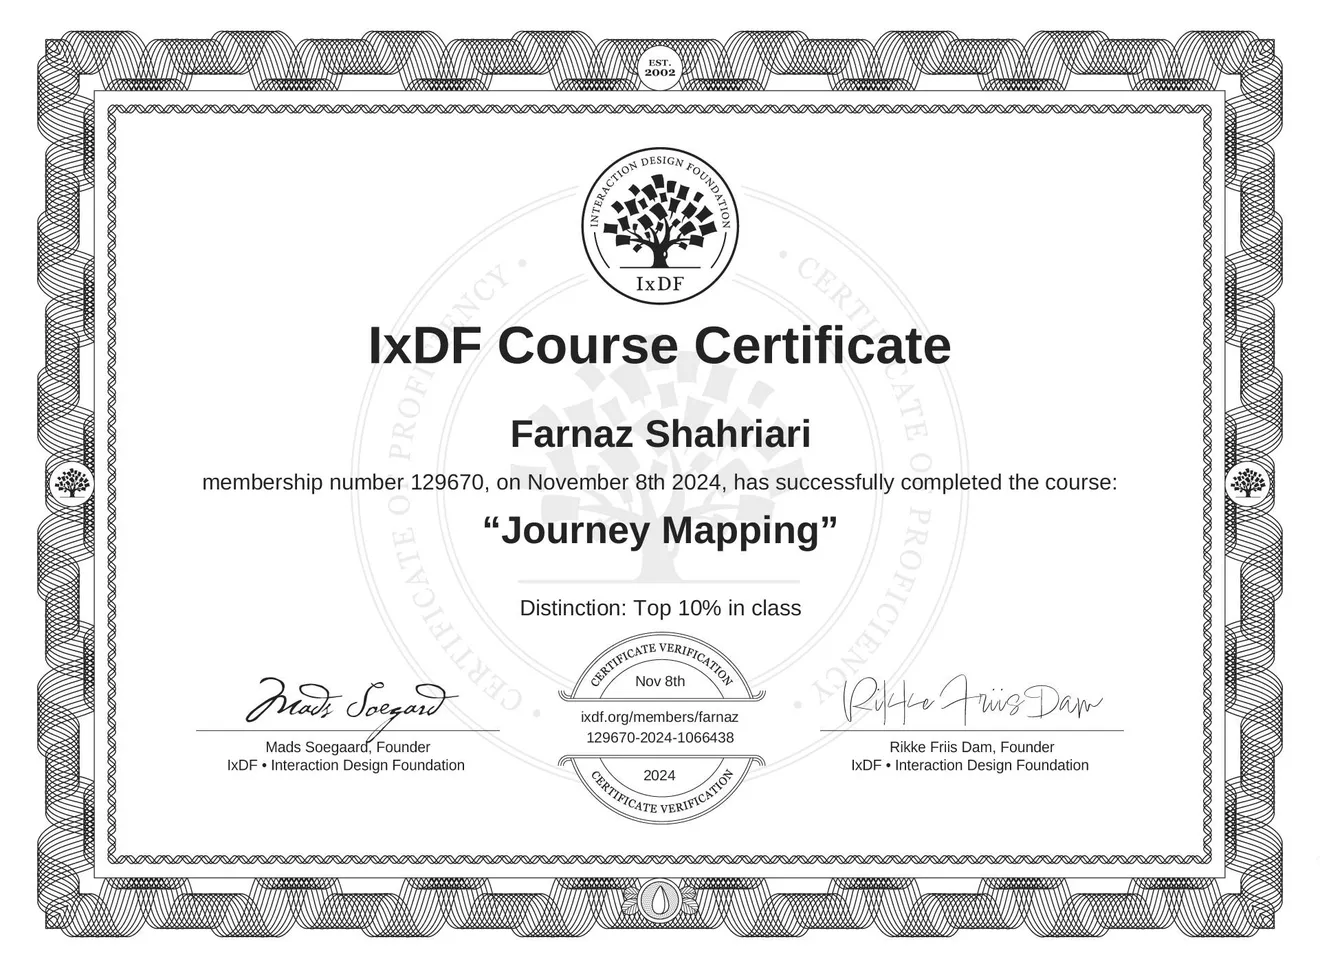 EST.
2002
INTERACTION DESIGN FOUNDATION
IxDF
• CERTIFICATE OF PROFICIENCY •
• CERTIFICATE OF PROFICIENCY •
IxDF Course Certificate
Farnaz Shahriari
membership number 129670, on November 8th 2024, has successfully completed the course:
“Journey Mapping”
Distinction: Top 10% in class
CERTIFICATE VERIFICATION
Nov 8th
ixdf.org/members/farnaz
129670-2024-1066438
2024
CERTIFICATE VERIFICATION
Mads Soegaard
Mads Soegaard, Founder
IxDF • Interaction Design Foundation
Rikke Friis Dam
Rikke Friis Dam, Founder
IxDF • Interaction Design Foundation